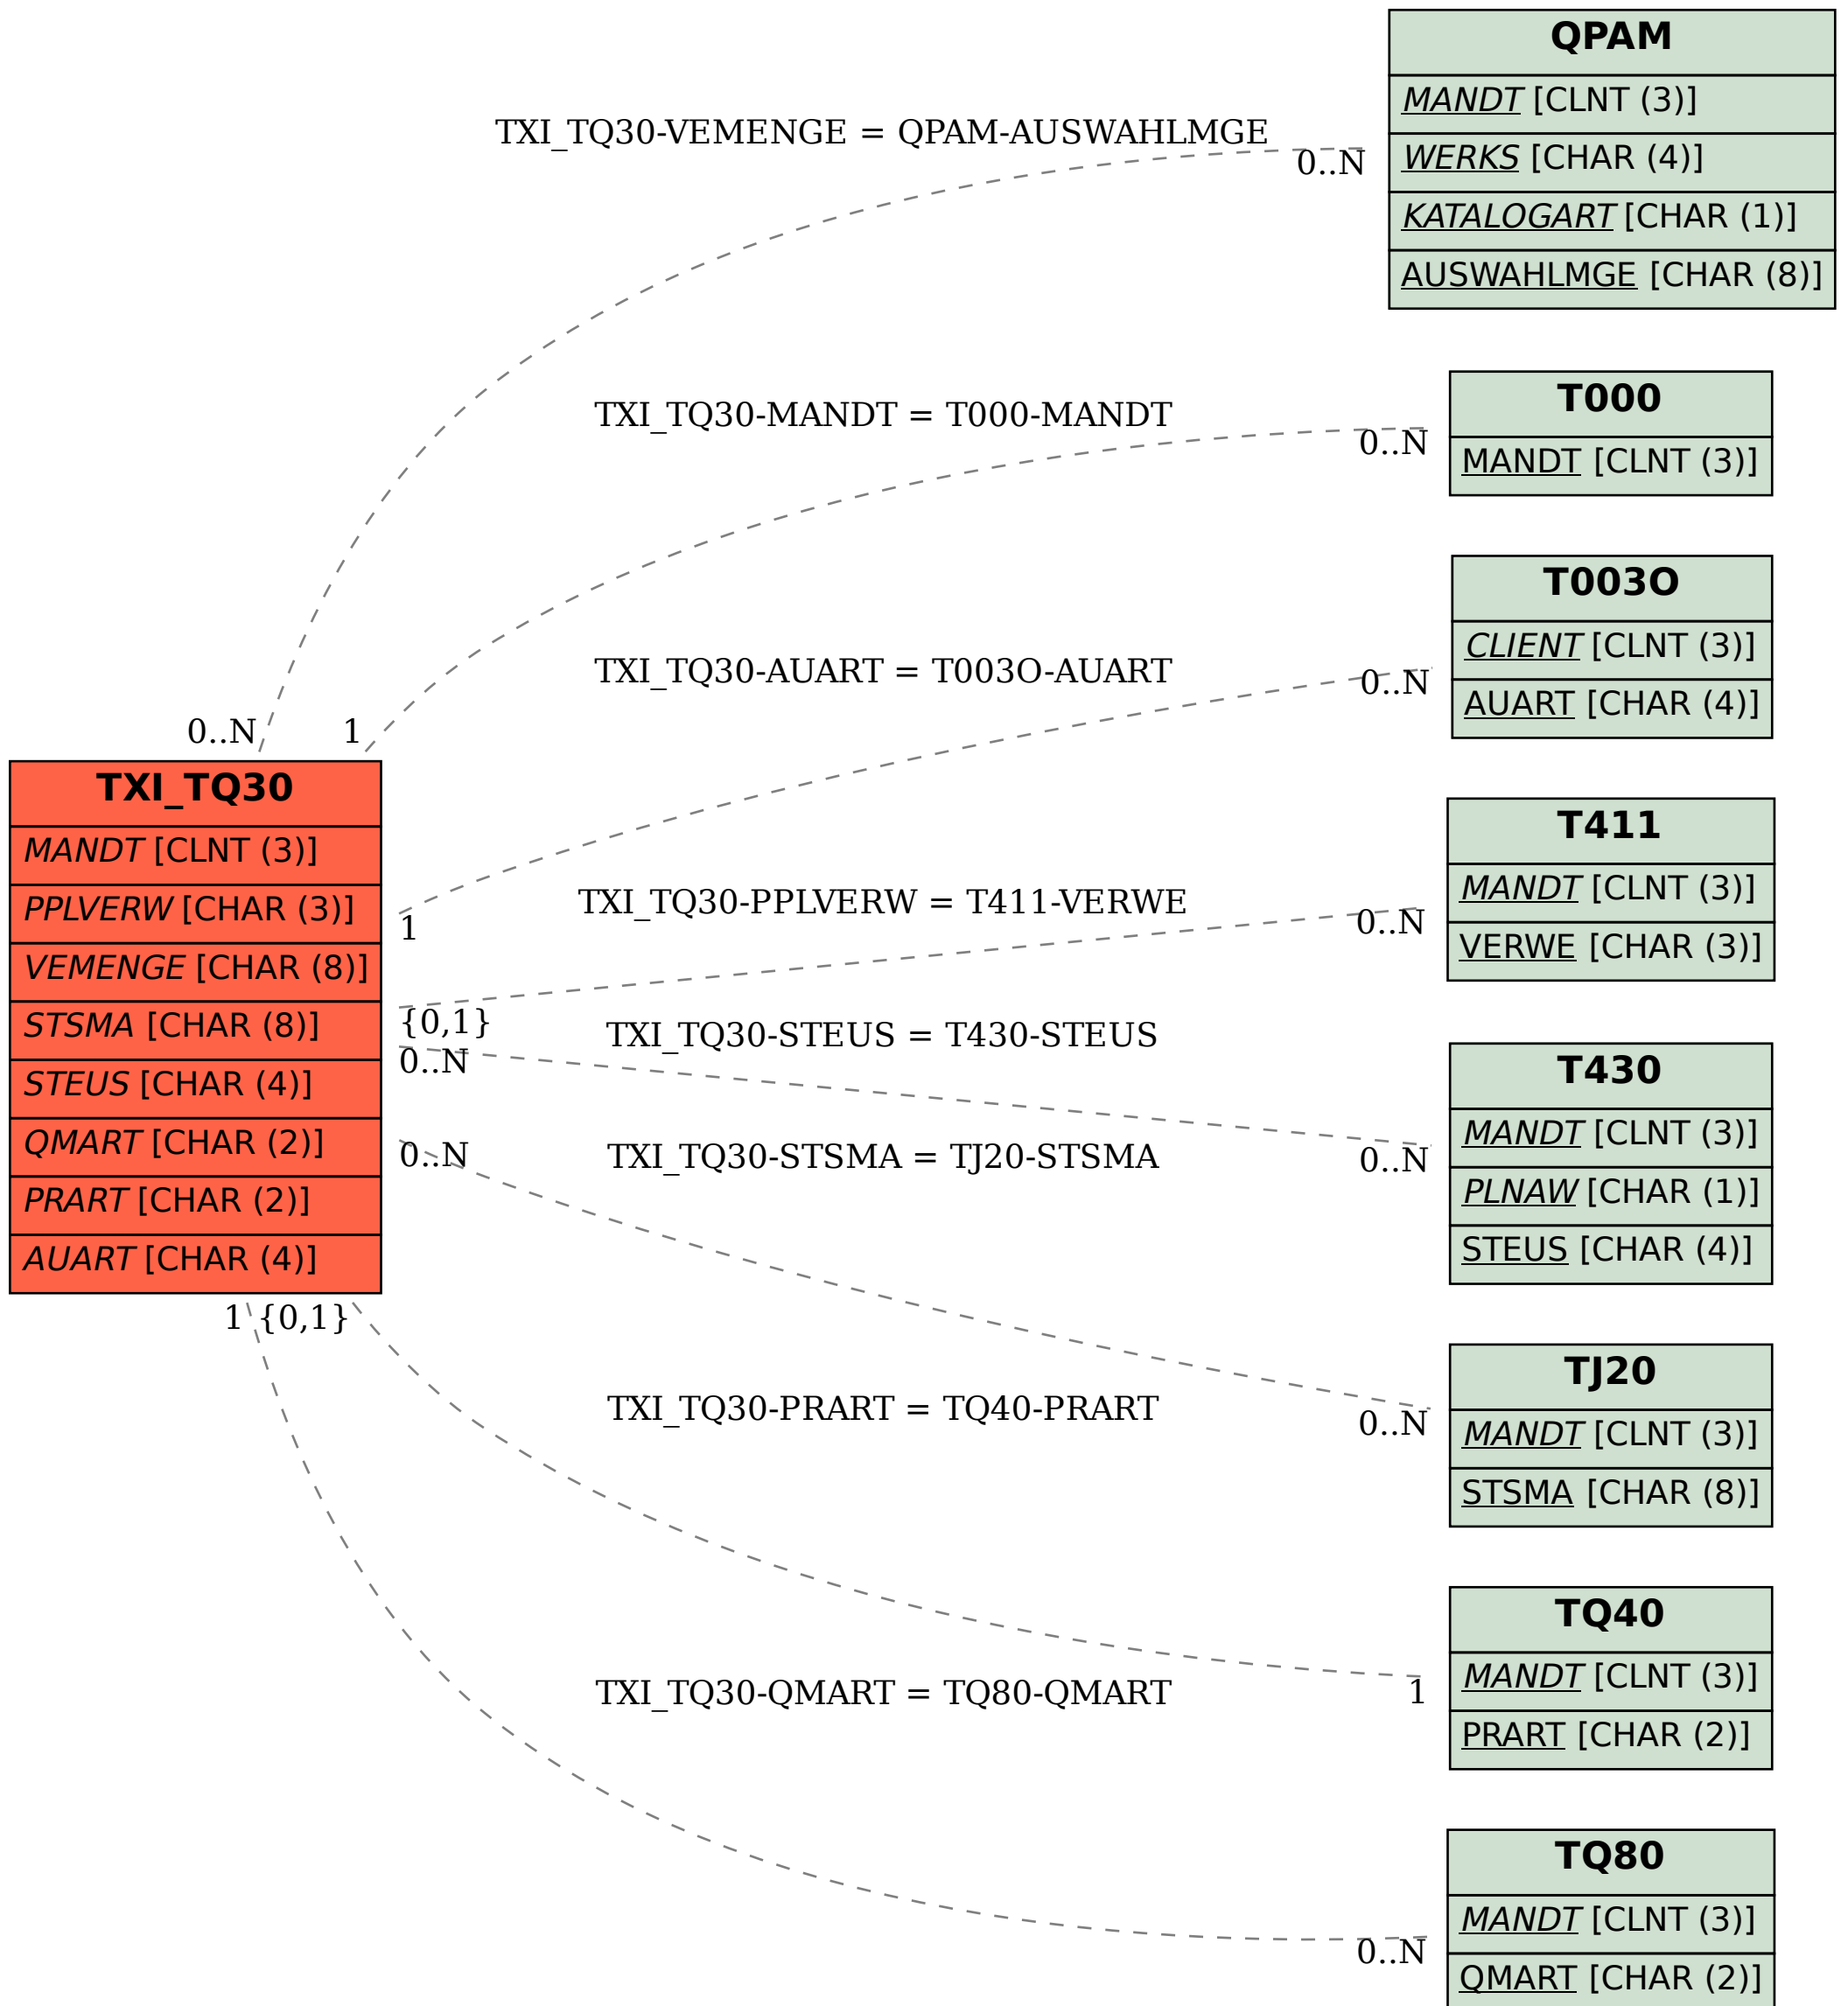 QPAM
MANDT [CLNT (3)]
WERKS [CHAR (4)]
KATALOGART [CHAR (1)]
AUSWAHLMGE [CHAR (8)]
TXI_TQ30-VEMENGE = QPAM-AUSWAHLMGE
0..N
T000
MANDT [CLNT (3)]
TXI_TQ30-MANDT = T000-MANDT
0..N
T003O
CLIENT [CLNT (3)]
AUART [CHAR (4)]
TXI_TQ30-AUART = T003O-AUART
0..N
0..N
1
TXI_TQ30
MANDT [CLNT (3)]
PPLVERW [CHAR (3)]
VEMENGE [CHAR (8)]
STSMA [CHAR (8)]
STEUS [CHAR (4)]
QMART [CHAR (2)]
PRART [CHAR (2)]
AUART [CHAR (4)]
1
TXI_TQ30-PPLVERW = T411-VERWE
0..N
T411
MANDT [CLNT (3)]
VERWE [CHAR (3)]
{0,1}
TXI_TQ30-STEUS = T430-STEUS
0..N
0..N
T430
MANDT [CLNT (3)]
PLNAW [CHAR (1)]
STEUS [CHAR (4)]
0..N
TXI_TQ30-STSMA = TJ20-STSMA
0..N
TJ20
MANDT [CLNT (3)]
STSMA [CHAR (8)]
1
{0,1}
TXI_TQ30-PRART = TQ40-PRART
1
TQ40
MANDT [CLNT (3)]
PRART [CHAR (2)]
TXI_TQ30-QMART = TQ80-QMART
0..N
TQ80
MANDT [CLNT (3)]
QMART [CHAR (2)]